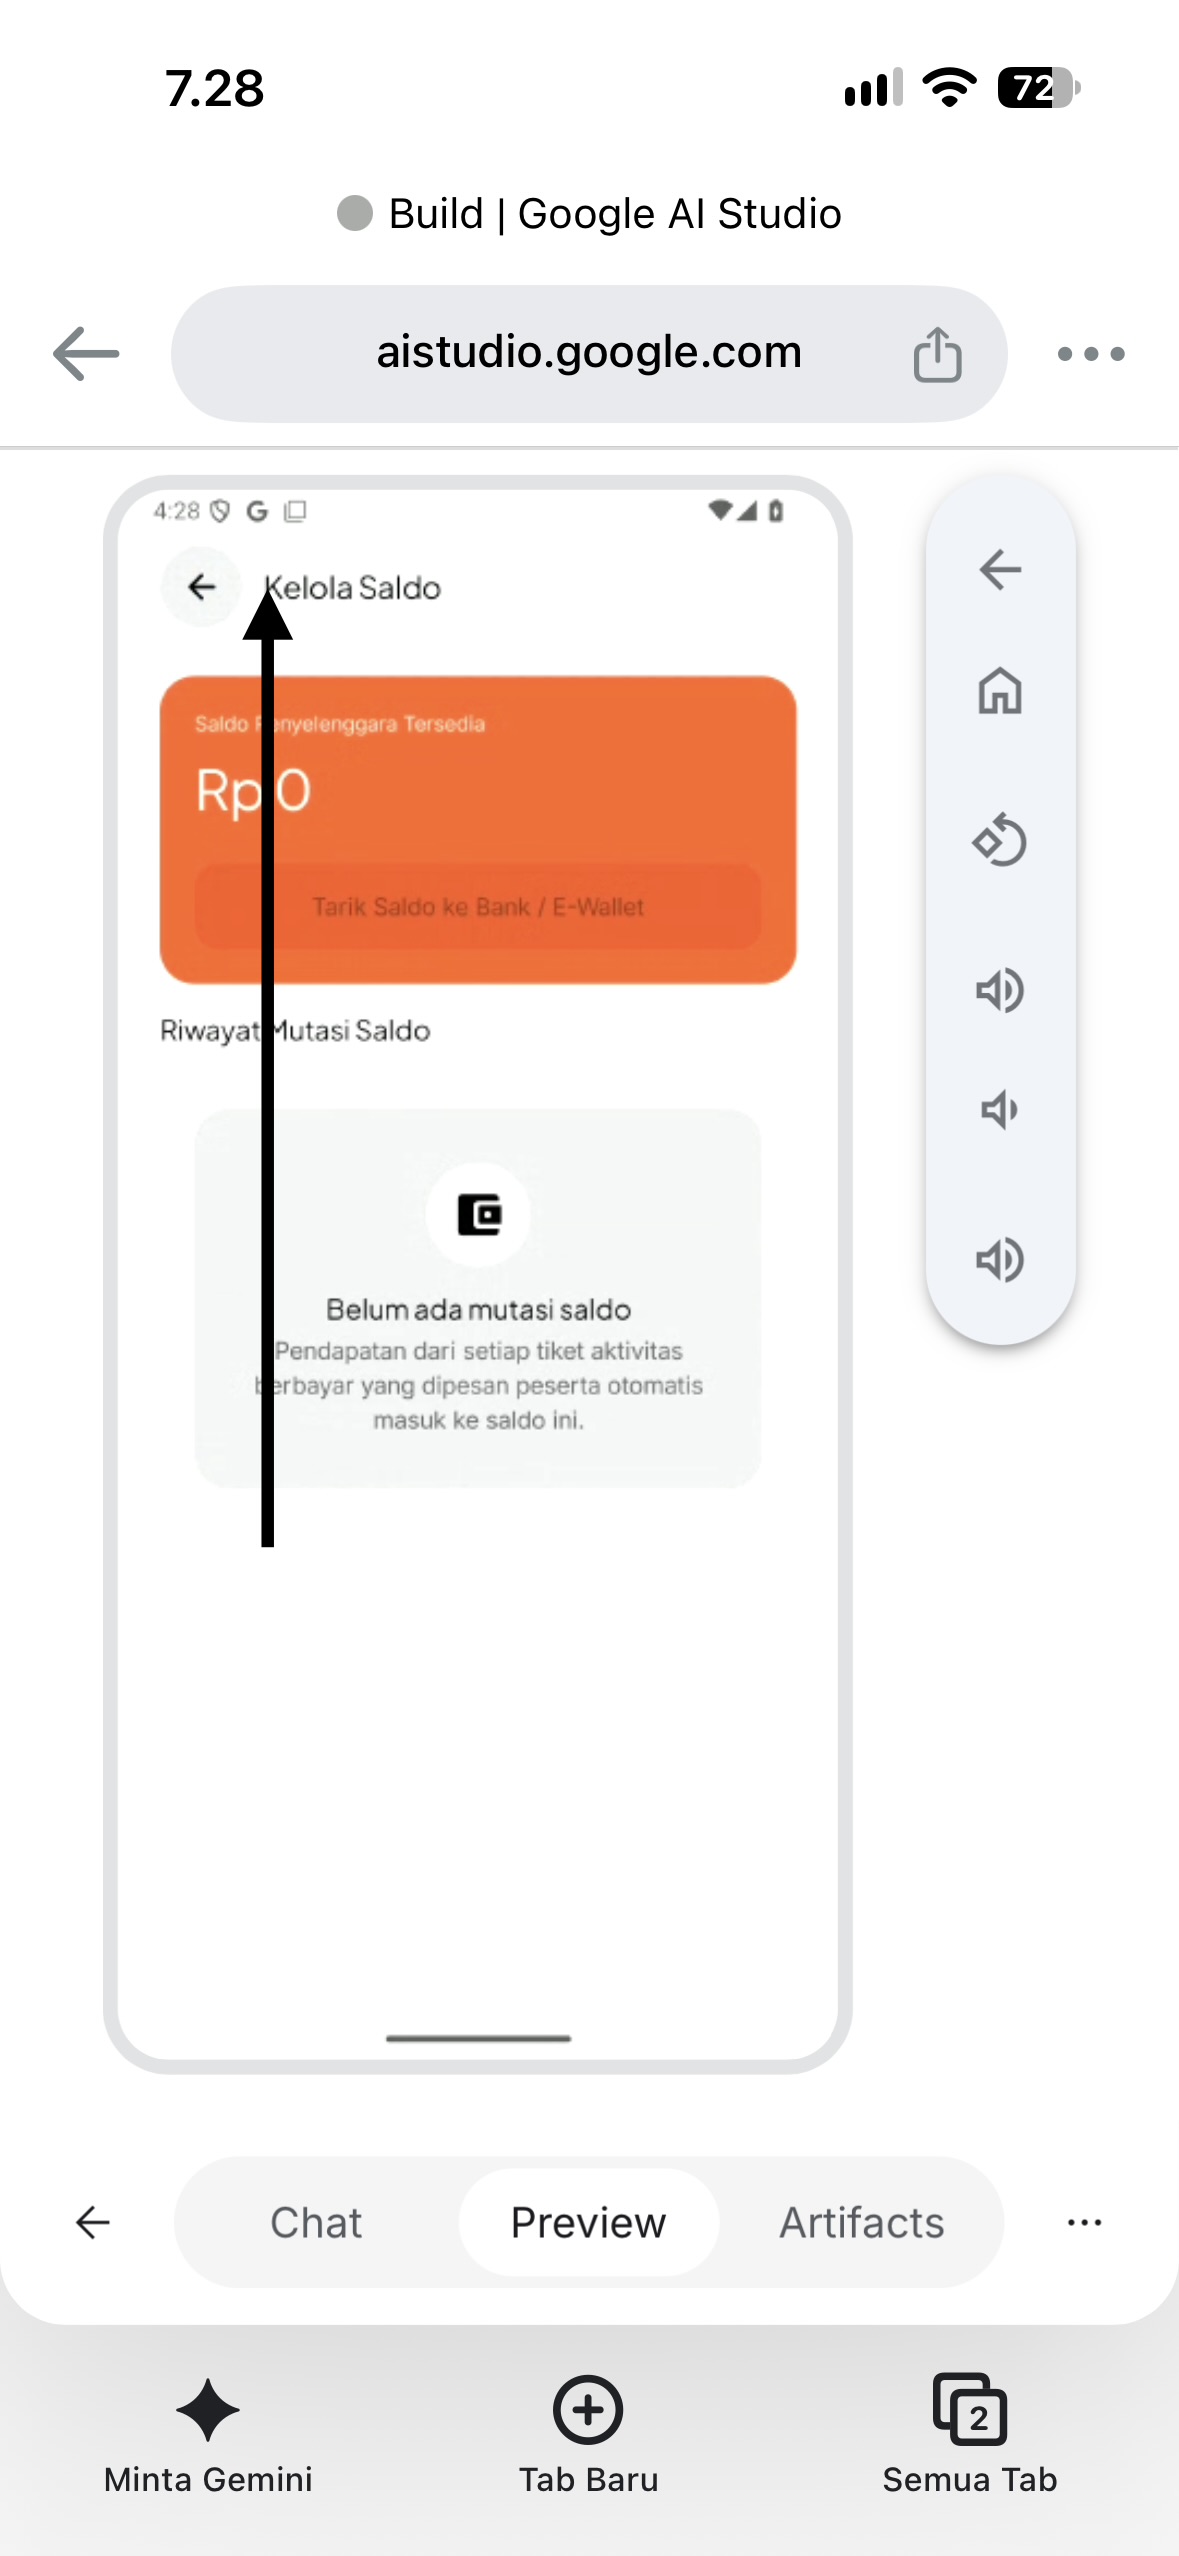 7.28
72
Build | Google AI Studio
aistudio.google.com
4:28 G
Kelola Saldo
Saldo Penyelenggara Tersedia
Rp 0
Tarik Saldo ke Bank / E-Wallet
Riwayat Mutasi Saldo
Belum ada mutasi saldo
Pendapatan dari setiap tiket aktivitas
berbayar yang dipesan peserta otomatis
masuk ke saldo ini.
Chat
Preview
Artifacts
2
Minta Gemini
Tab Baru
Semua Tab